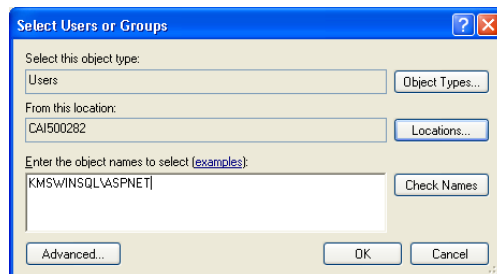 Select Users or Groups
Select this object type:
Users
Object Types...
From this location:
CAI500282
Locations...
Enter the object names to select (examples):
KMSWINSQL\ASPNET
Check Names
Advanced...
OK
Cancel